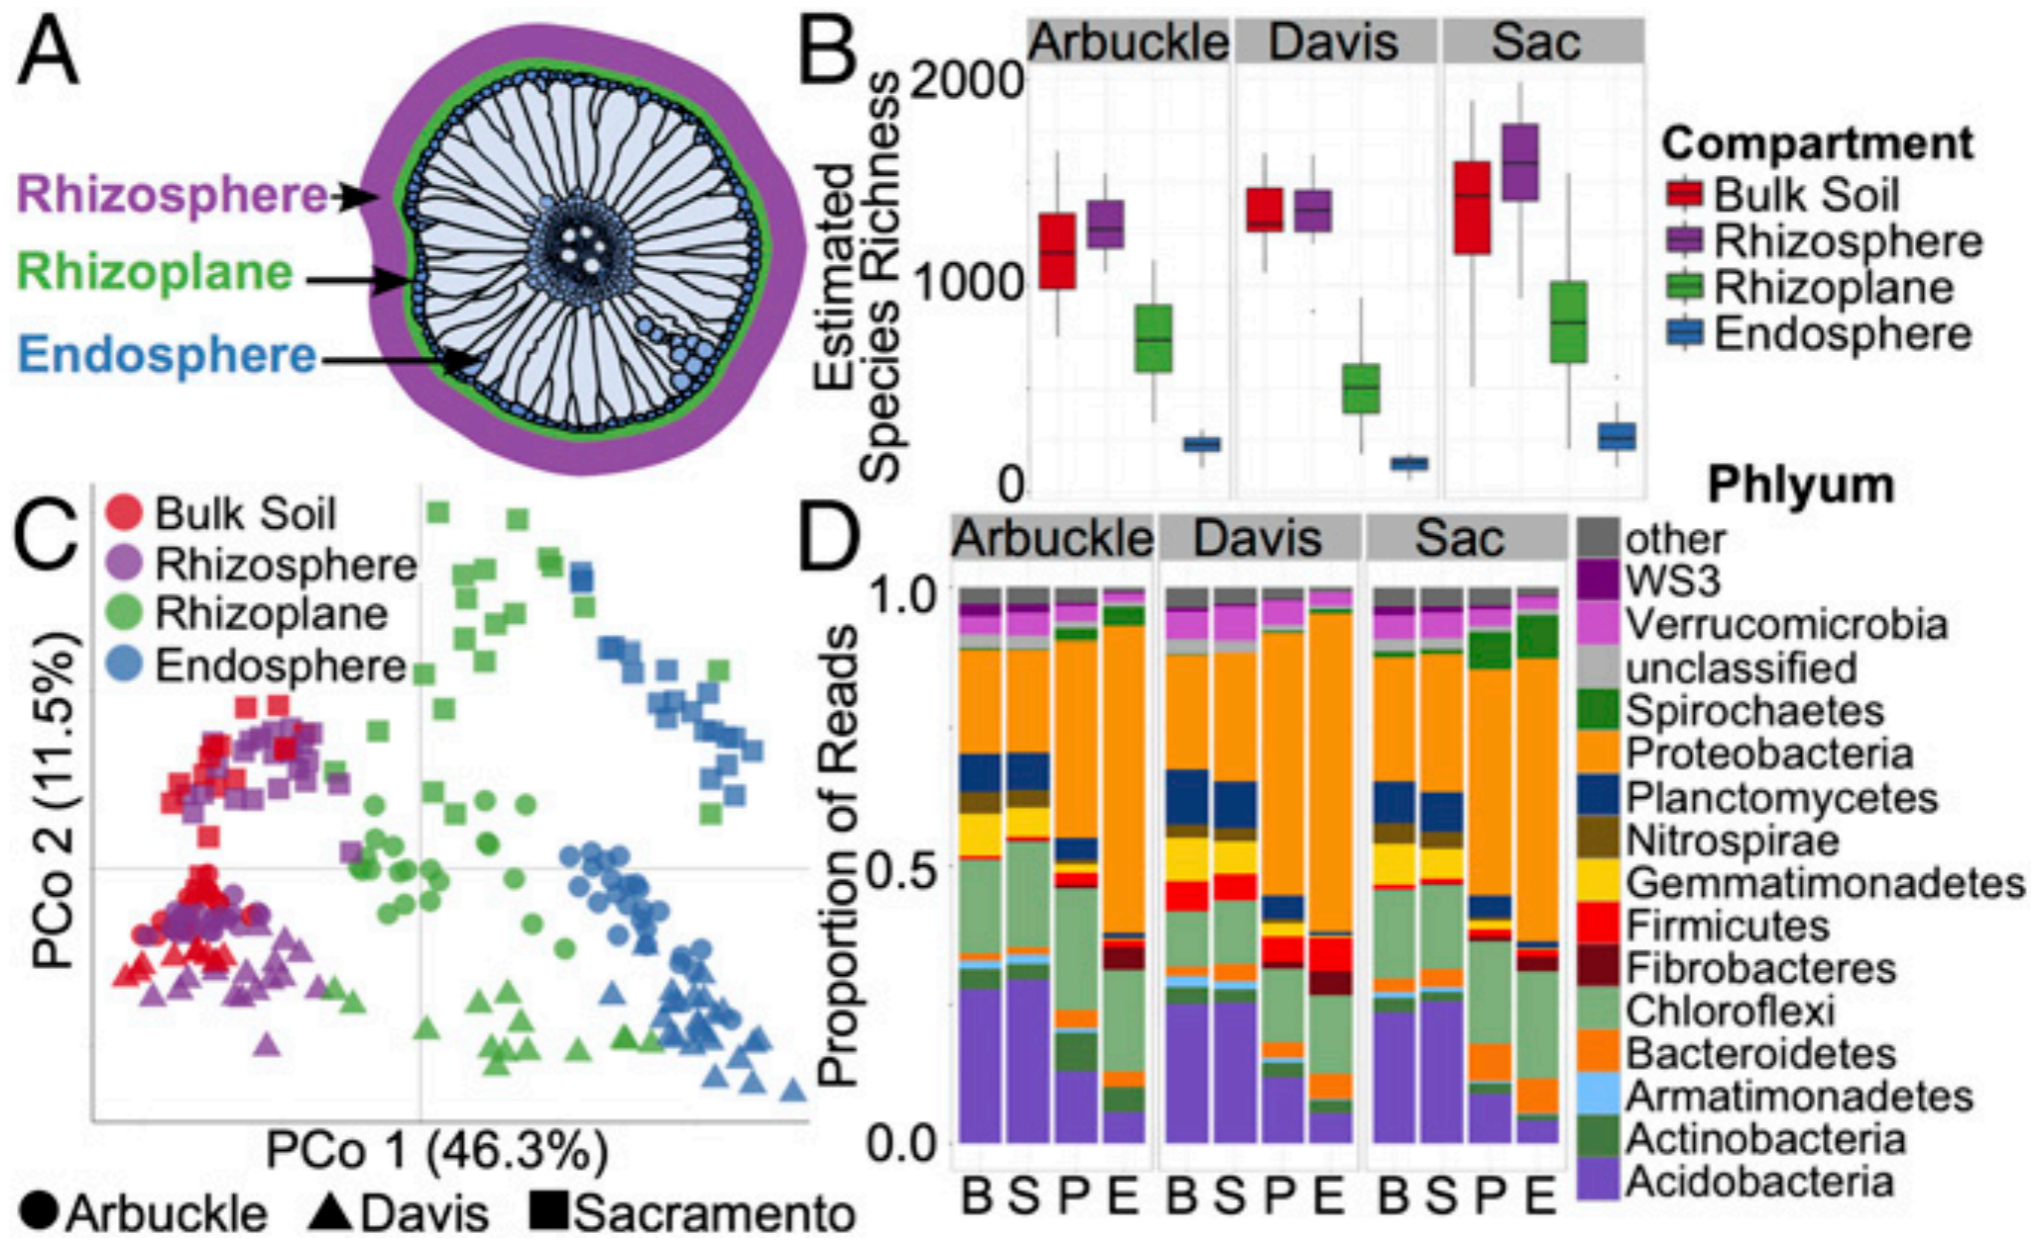 A
Rhizosphere
Rhizoplane
Endosphere
B
Arbuckle Davis Sac
Estimated
Species Richness
2000
1000
0
Compartment
Bulk Soil
Rhizosphere
Rhizoplane
Endosphere
C
Bulk Soil
Rhizosphere
Rhizoplane
Endosphere
PCo 2 (11.5%)
PCo 1 (46.3%)
Arbuckle Davis Sacramento
D
Arbuckle Davis Sac
Proportion of Reads
1.0
0.5
0.0
B S P E B S P E B S P E
Phlyum
other
WS3
Verrucomicrobia
unclassified
Spirochaetes
Proteobacteria
Planctomycetes
Nitrospirae
Gemmatimonadetes
Firmicutes
Fibrobacteres
Chloroflexi
Bacteroidetes
Armatimonadetes
Actinobacteria
Acidobacteria